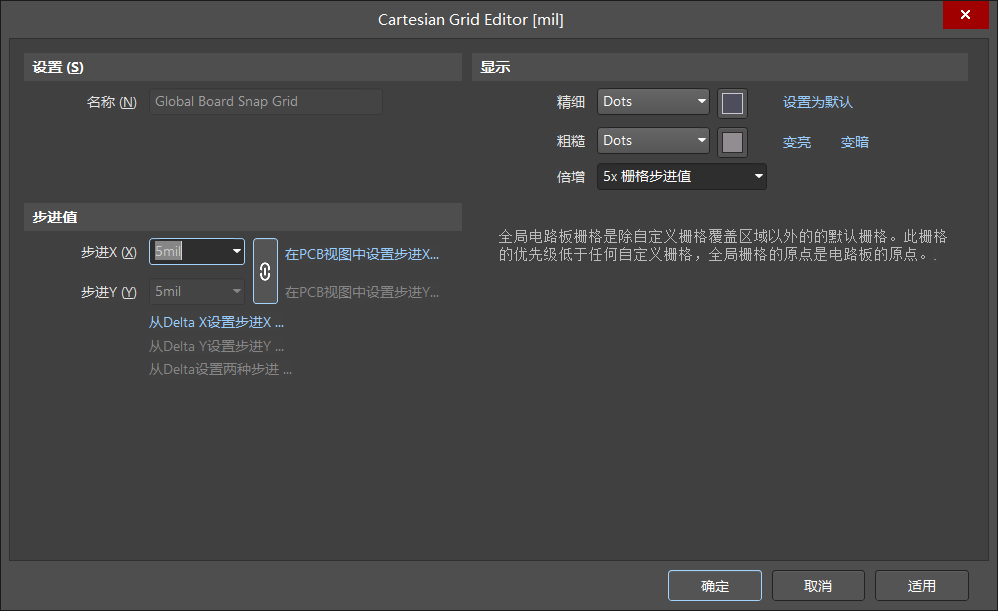 Cartesian Grid Editor [mil]
设置 (S)
名称 (N) Global Board Snap Grid
步进值
步进X (X) 5mil 在PCB视图中设置步进X...
步进Y (Y) 5mil 在PCB视图中设置步进Y...
从Delta X设置步进X ...
从Delta Y设置步进Y ...
从Delta设置两种步进 ...
显示
精细 Dots 设置为默认
粗糙 Dots 变亮 变暗
倍增 5x 栅格步进值
全局电路板栅格是除自定义栅格覆盖区域以外的的默认栅格。此栅格
的优先级低于任何自定义栅格，全局栅格的原点是电路板的原点。.
确定 取消 适用